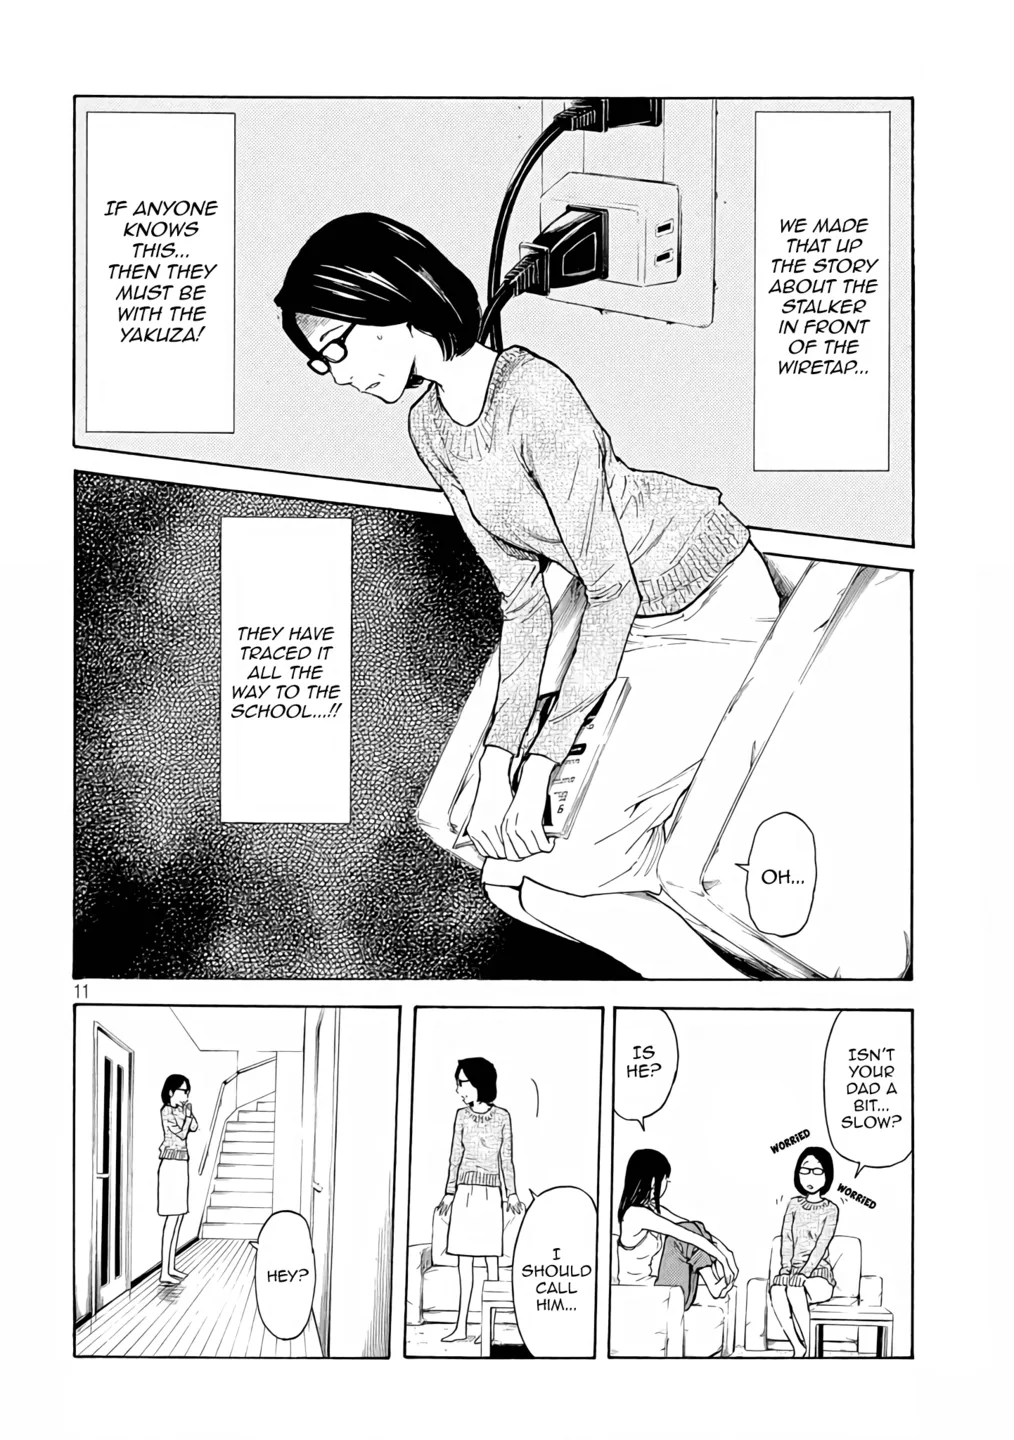 WE MADE
THAT UP
THE STORY
ABOUT THE
STALKER
IN FRONT
OF THE
WIRETAP...
IF ANYONE
KNOWS
THIS...
THEN THEY
MUST BE
WITH THE
YAKUZA!
THEY HAVE
TRACED IT
ALL THE
WAY TO THE
SCHOOL...!!
6
OH...
11
ISN'T
YOUR
DAD A
BIT...
SLOW?
WORRIED
WORRIED
IS
HE?
I
SHOULD
CALL
HIM...
HEY?